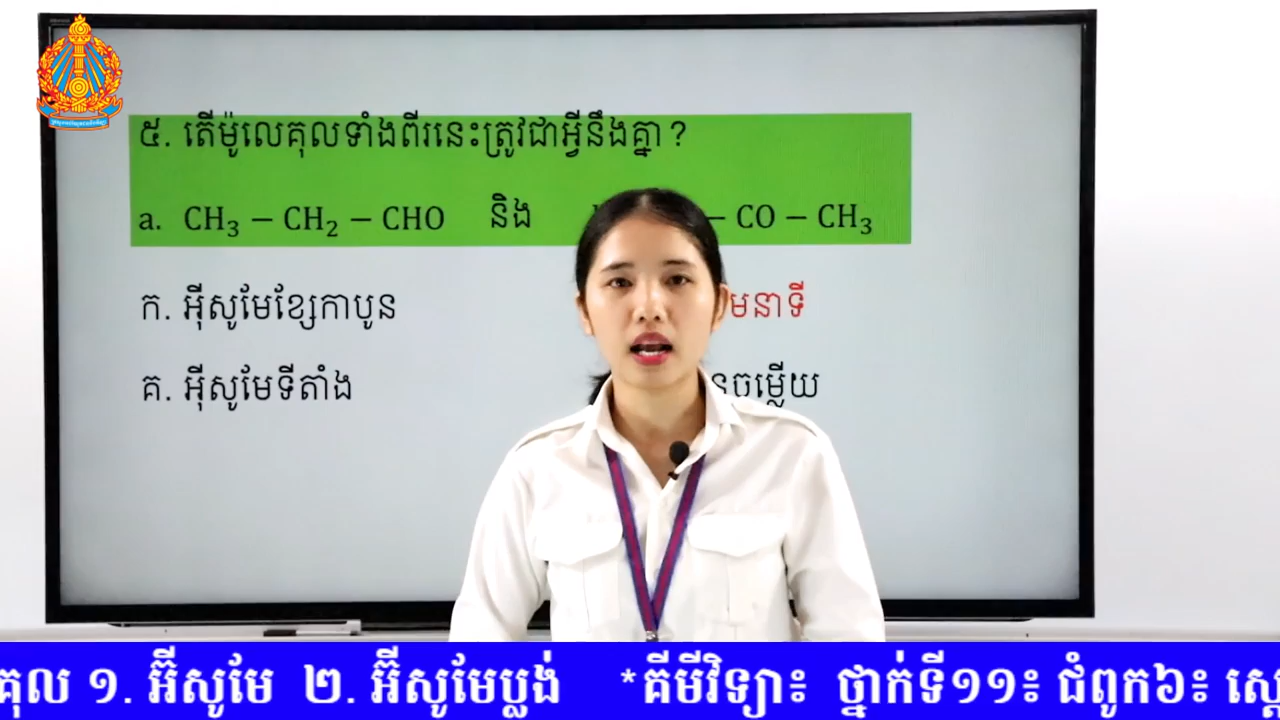 ៥. តើម៉ូលេគុលទាំងពីរនេះត្រូវជាអ្វីនឹងគ្នា ?
a. CH₃ – CH₂ – CHO និង – CO – CH₃
ក. អ៊ីសូមែខ្សែកាបូន មនាទី
គ. អ៊ីសូមែទីតាំង ចម្លើយ
គុល ១. អ៊ីសូមែ ២. អ៊ីសូមែប្លង់ *គីមីវិទ្យា៖ ថ្នាក់ទី១១៖ ជំពូក៦៖ ស្តេ